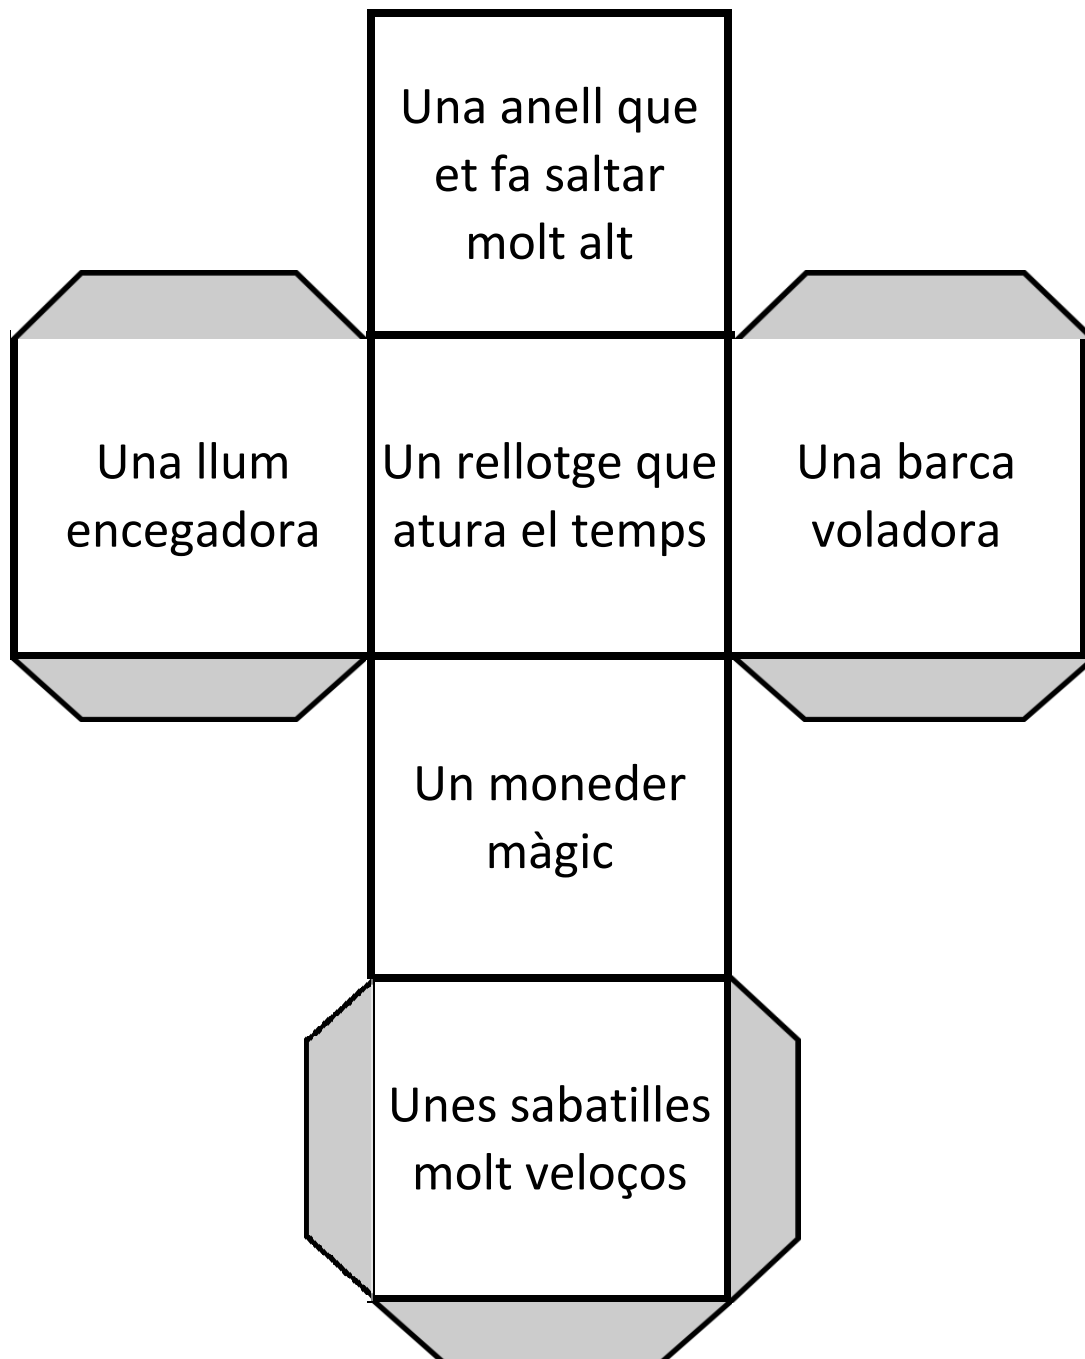 Una anell que
et fa saltar
molt alt
Una llum
encegadora
Un rellotge que
atura el temps
Una barca
voladora
Un moneder
màgic
Unes sabatilles
molt veloços